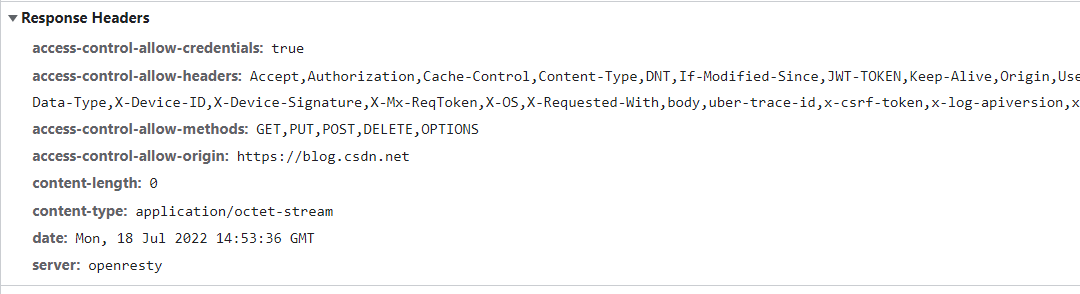 Response Headers
access-control-allow-credentials: true
access-control-allow-headers: Accept,Authorization,Cache-Control,Content-Type,DNT,If-Modified-Since,JWT-TOKEN,Keep-Alive,Origin,Use
Data-Type,X-Device-ID,X-Device-Signature,X-Mx-ReqToken,X-OS,X-Requested-With,body,uber-trace-id,x-csrf-token,x-log-apiversion,x
access-control-allow-methods: GET,PUT,POST,DELETE,OPTIONS
access-control-allow-origin: https://blog.csdn.net
content-length: 0
content-type: application/octet-stream
date: Mon, 18 Jul 2022 14:53:36 GMT
server: openresty